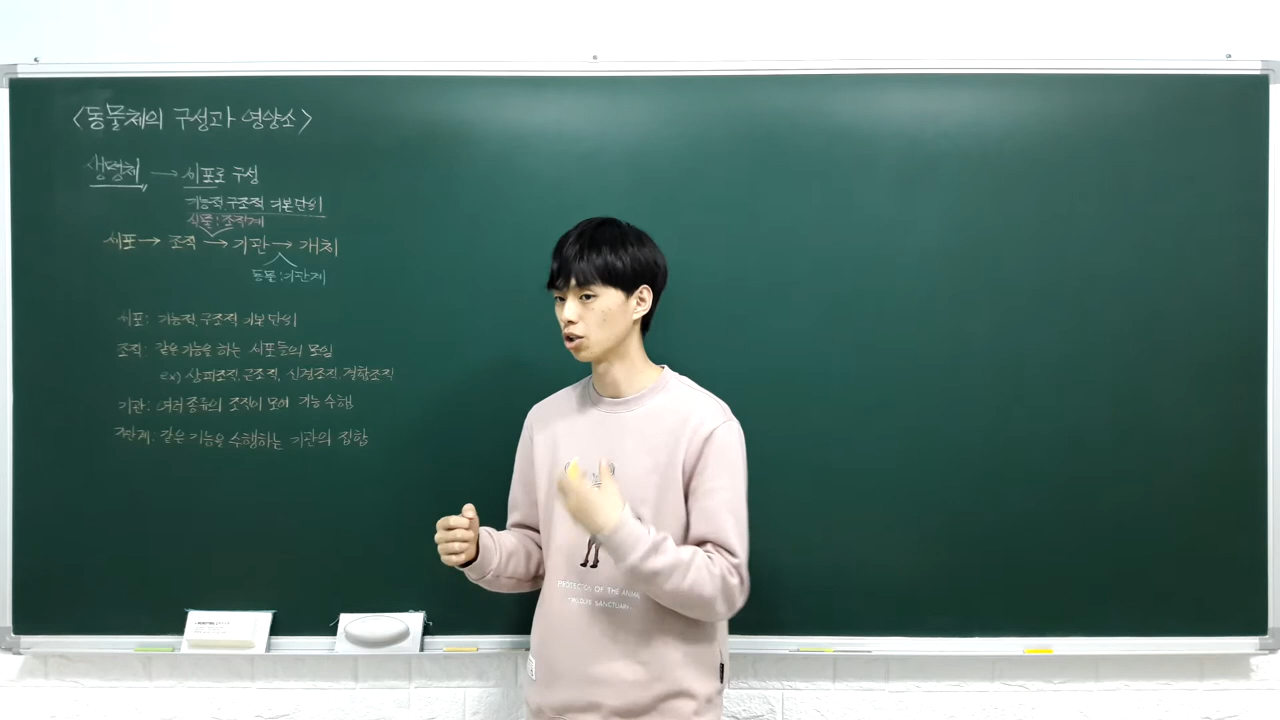 <동물체의 구성과 영양소>
생명체 → 세포로 구성
기능적, 구조적 기본단위
식물: 조직계
세포 → 조직 → 기관 → 개체
동물: 기관계
세포: 기능적, 구조적 기본단위
조직: 같은 기능을 하는 세포들의 모임
ex) 상피조직, 근조직, 신경조직, 결합조직
기관: 여러 종류의 조직이 모여 기능 수행
기관계: 같은 기능을 수행하는 기관의 집합
PROTECTION OF THE ANIMAL
WILDLIFE SANCTUARY